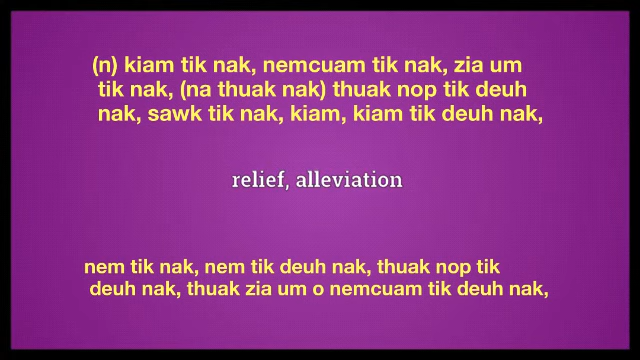 (n) kiam tik nak, nemcuam tik nak, zia um
tik nak, (na thuak nak) thuak nop tik deuh
nak, sawk tik nak, kiam, kiam tik deuh nak,
relief, alleviation
nem tik nak, nem tik deuh nak, thuak nop tik
deuh nak, thuak zia um o nemcuam tik deuh nak,